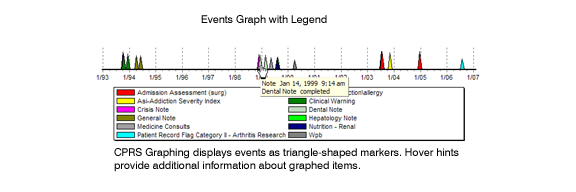 Events Graph with Legend
1/93 1/94 1/95 1/96 1/97 1/98 1/99 1/00 1/01 1/02 1/03 1/04 1/05 1/06 1/07
Note Jan 14, 1999 9:14 am
Dental Note completed
Admission Assessment (surg)
Asi-Addiction Severity Index
Clinical Warning
Crisis Note
Dental Note
General Note
Hepatology Note
Medicine Consults
Nutrition - Renal
Patient Record Flag Category II - Arthritis Research
Wpb
CPRS Graphing displays events as triangle-shaped markers. Hover hints
provide additional information about graphed items.